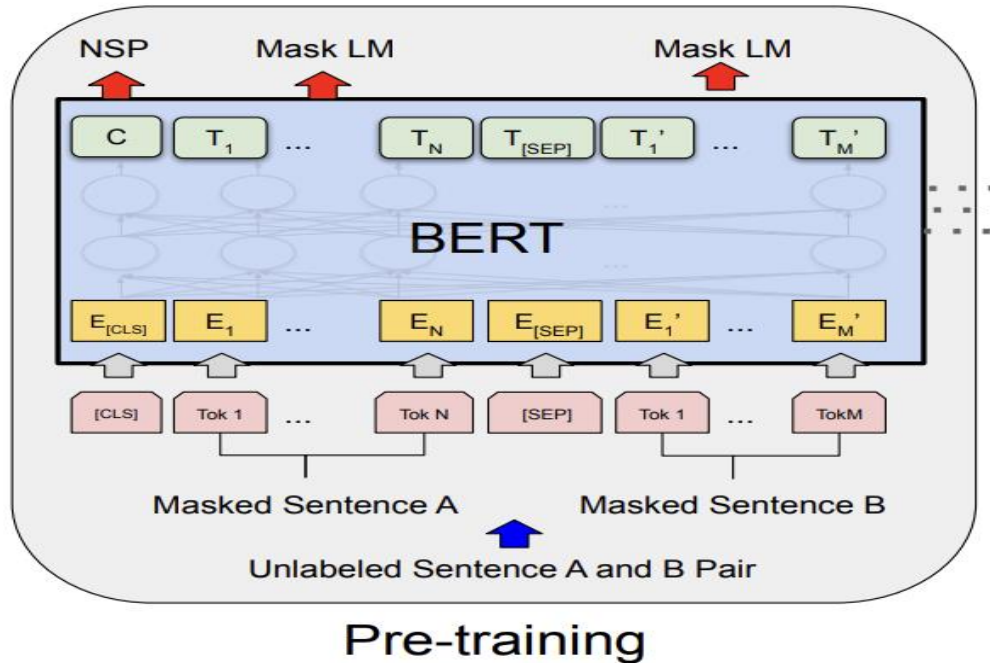 NSP Mask LM Mask LM
C T1 ... TN T[SEP] T1' ... TM'
...
BERT
...
E[CLS] E1 ... EN E[SEP] E1' ... EM'
[CLS] Tok 1 ... Tok N [SEP] Tok 1 ... TokM
Masked Sentence A Masked Sentence B
Unlabeled Sentence A and B Pair
Pre-training